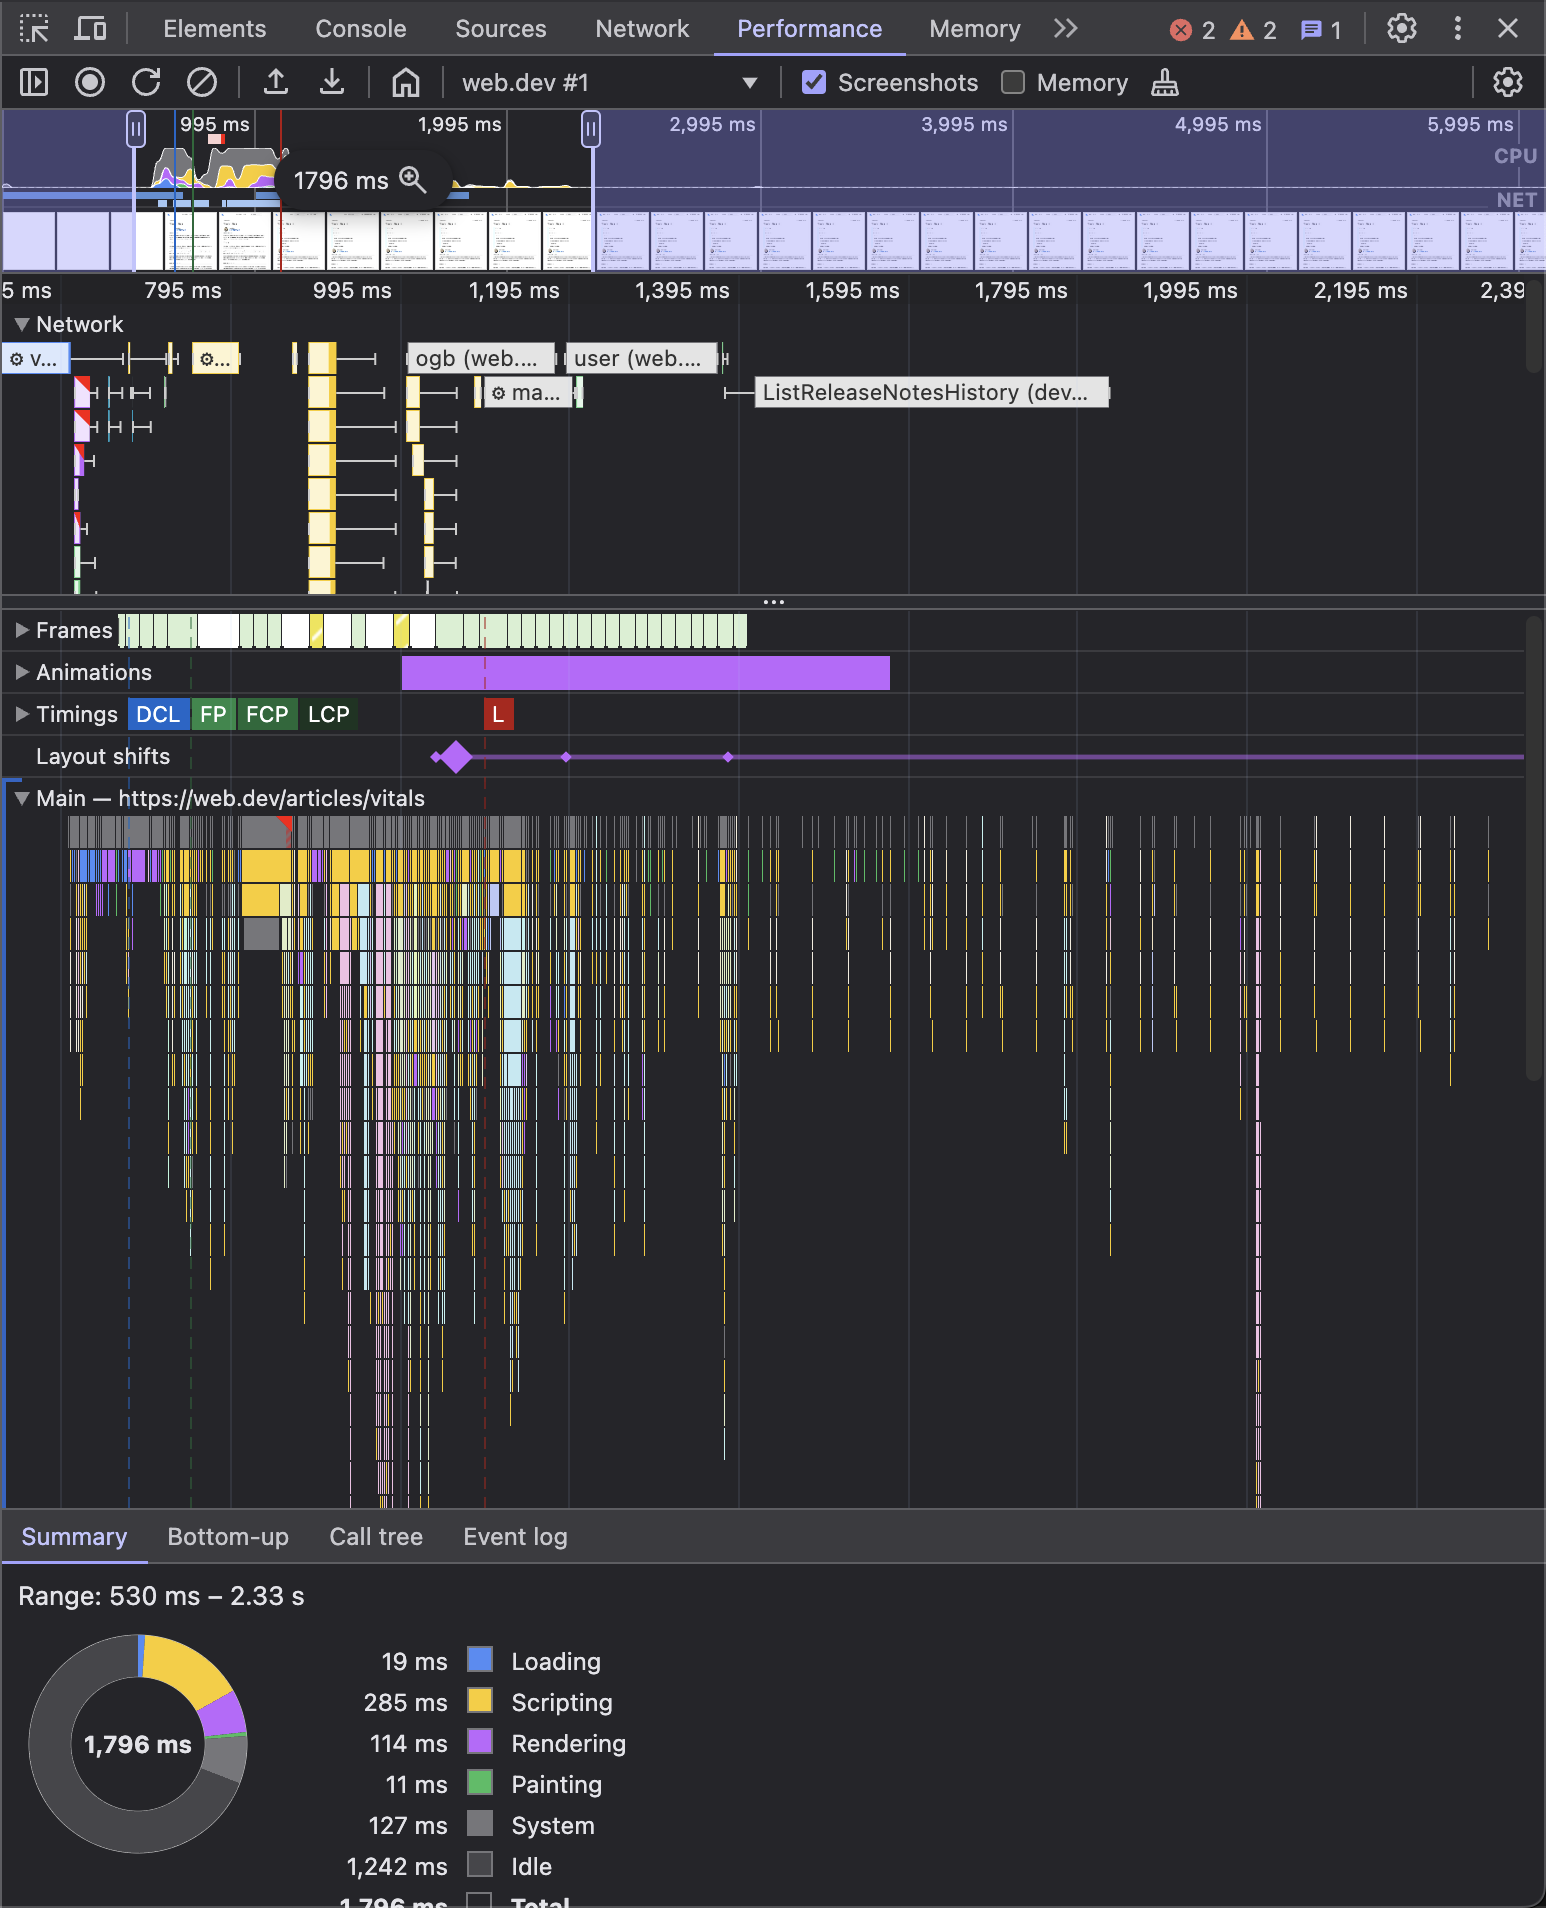 Elements Console Sources Network Performance Memory 2 2 1
web.dev #1 Screenshots Memory
995 ms 1,995 ms 2,995 ms 3,995 ms 4,995 ms 5,995 ms
CPU
1796 ms
NET
5 ms 795 ms 995 ms 1,195 ms 1,395 ms 1,595 ms 1,795 ms 1,995 ms 2,195 ms 2,39
Network
v... ... ogb (web.... user (web....
ma... ListReleaseNotesHistory (dev...
Frames
Animations
Timings DCL FP FCP LCP L
Layout shifts
Main — https://web.dev/articles/vitals
Summary Bottom-up Call tree Event log
Range: 530 ms – 2.33 s
19 ms Loading
285 ms Scripting
114 ms Rendering
1,796 ms
11 ms Painting
127 ms System
1,242 ms Idle
1,796 ms Total